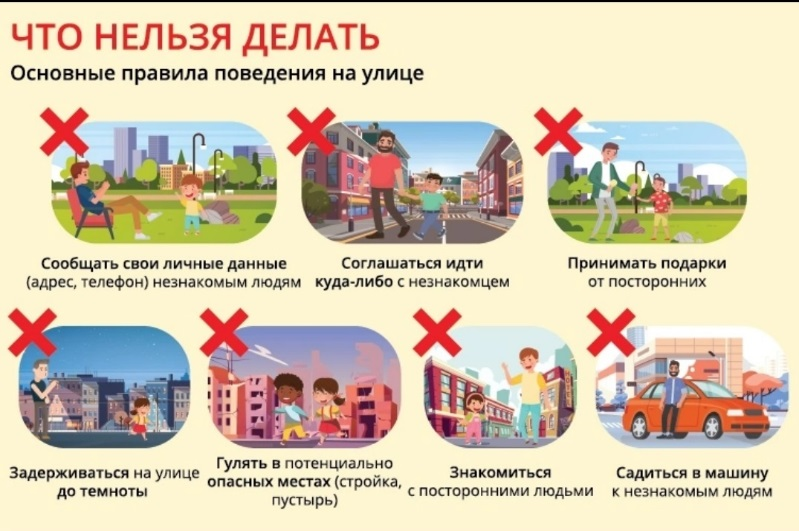 ЧТО НЕЛЬЗЯ ДЕЛАТЬ
Основные правила поведения на улице
Сообщать свои личные данные
(адрес, телефон) незнакомым людям
Соглашаться идти
куда-либо с незнакомцем
Принимать подарки
от посторонних
Задерживаться на улице
до темноты
Гулять в потенциально
опасных местах (стройка,
пустырь)
Знакомиться
с посторонними людьми
Садиться в машину
к незнакомым людям